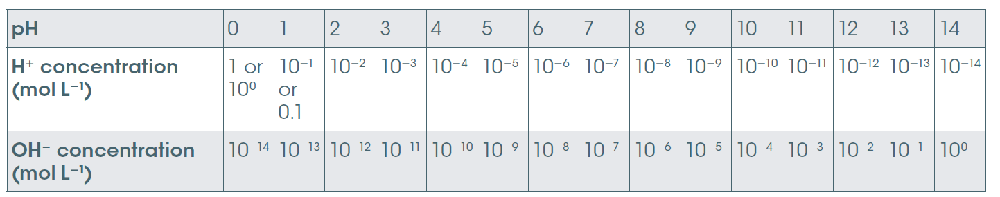 pH 0 1 2 3 4 5 6 7 8 9 10 11 12 13 14
H⁺ concentration (mol L⁻¹) 1 or 10⁰ 10⁻¹ or 0.1 10⁻² 10⁻³ 10⁻⁴ 10⁻⁵ 10⁻⁶ 10⁻⁷ 10⁻⁸ 10⁻⁹ 10⁻¹⁰ 10⁻¹¹ 10⁻¹² 10⁻¹³ 10⁻¹⁴
OH⁻ concentration (mol L⁻¹) 10⁻¹⁴ 10⁻¹³ 10⁻¹² 10⁻¹¹ 10⁻¹⁰ 10⁻⁹ 10⁻⁸ 10⁻⁷ 10⁻⁶ 10⁻⁵ 10⁻⁴ 10⁻³ 10⁻² 10⁻¹ 10⁰